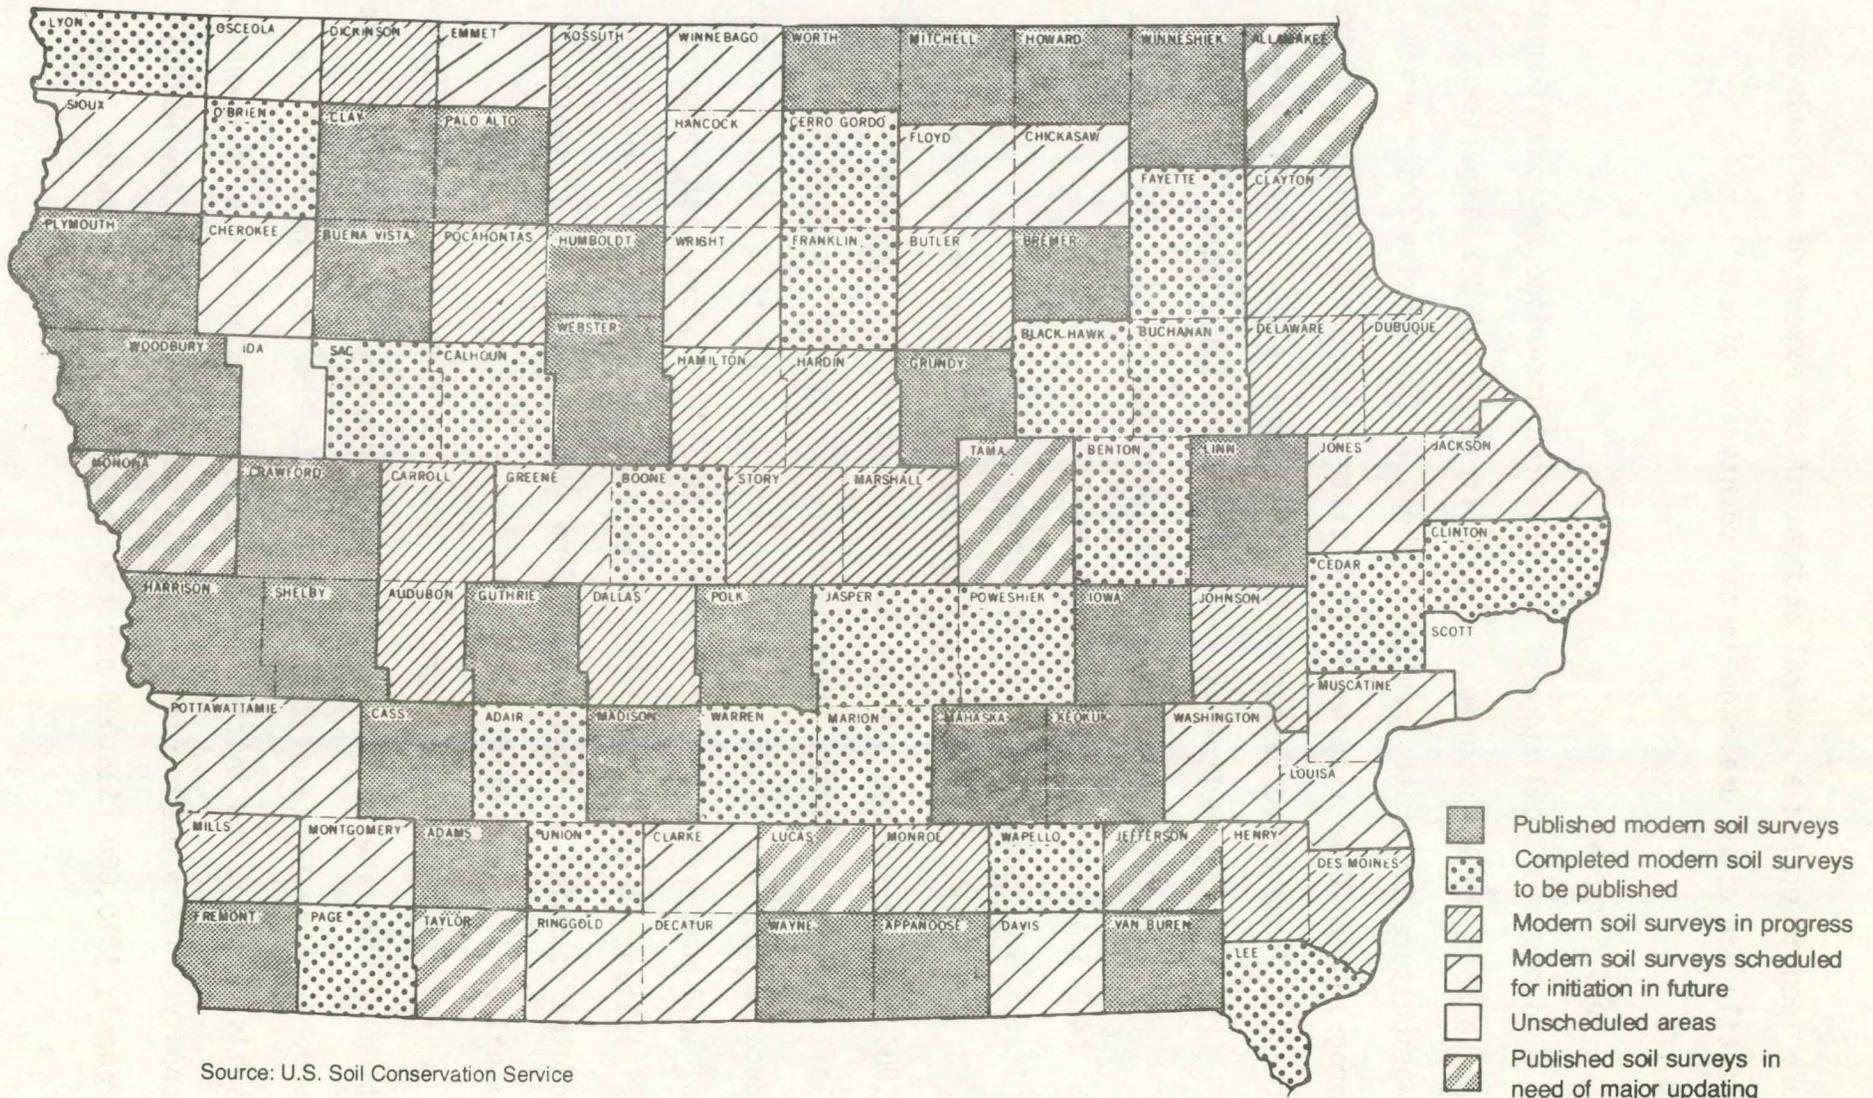 LYON OSCEOLA DICKINSON EMMET KOSSUTH WINNEBAGO WORTH MITCHELL HOWARD WINNESHIEK ALLAMAKEE
SIOUX O'BRIEN CLAY PALO ALTO HANCOCK CERRO GORDO FLOYD CHICKASAW
FAYETTE CLAYTON
PLYMOUTH CHEROKEE BUENA VISTA POCAHONTAS HUMBOLDT WRIGHT FRANKLIN BUTLER BREMER
WOODBURY IDA SAC CALHOUN WEBSTER HAMILTON HARDIN GRUNDY BLACK HAWK BUCHANAN DELAWARE DUBUQUE
MONONA CRAWFORD CARROLL GREENE BOONE STORY MARSHALL TAMA BENTON LINN JONES JACKSON
CLINTON
CEDAR
HARRISON SHELBY AUDUBON GUTHRIE DALLAS POLK JASPER POWESHIEK IOWA JOHNSON
SCOTT
MUSCATINE
POTTAWATTAMIE CASS ADAIR MADISON WARREN MARION MAHASKA KEOKUK WASHINGTON
LOUISA
MILLS MONTGOMERY ADAMS UNION CLARKE LUCAS MONROE WAPELLO JEFFERSON HENRY
DES MOINES
FREMONT PAGE TAYLOR RINGGOLD DECATUR WAYNE APPANOOSE DAVIS VAN BUREN
LEE
Published modern soil surveys
Completed modern soil surveys
to be published
Modern soil surveys in progress
Modern soil surveys scheduled
for initiation in future
Unscheduled areas
Published soil surveys in
need of major updating
Source: U.S. Soil Conservation Service